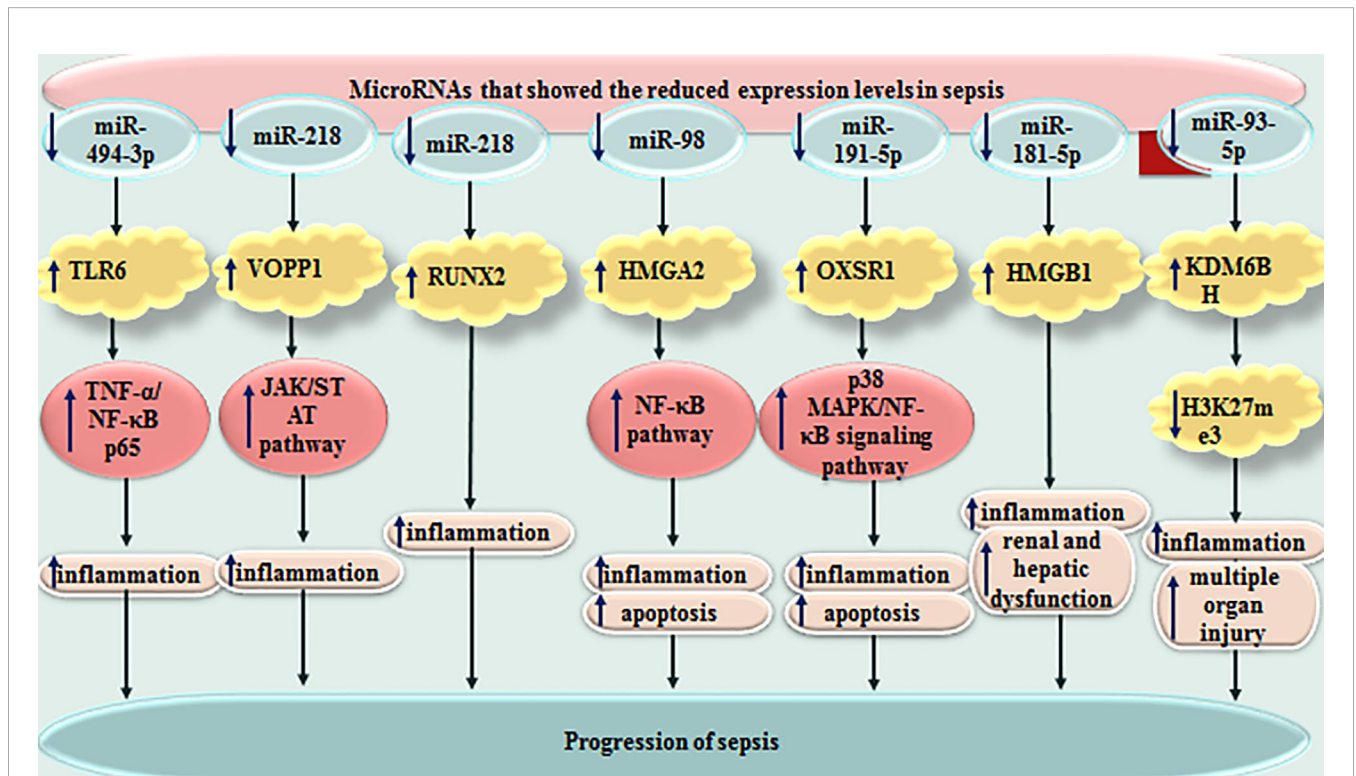 MicroRNAs that showed the reduced expression levels in sepsis
miR-
494-3p
miR-218
miR-218
miR-98
miR-
191-5p
miR-
181-5p
miR-93-
5p
TLR6
VOPP1
RUNX2
HMGA2
OXSR1
HMGB1
KDM6B
H
TNF-α/
NF-κB
p65
JAK/ST
AT
pathway
NF-κB
pathway
p38
MAPK/NF-
κB signaling
pathway
H3K27m
e3
inflammation
inflammation
inflammation
inflammation
apoptosis
inflammation
apoptosis
inflammation
renal and
hepatic
dysfunction
inflammation
multiple
organ
injury
Progression of sepsis